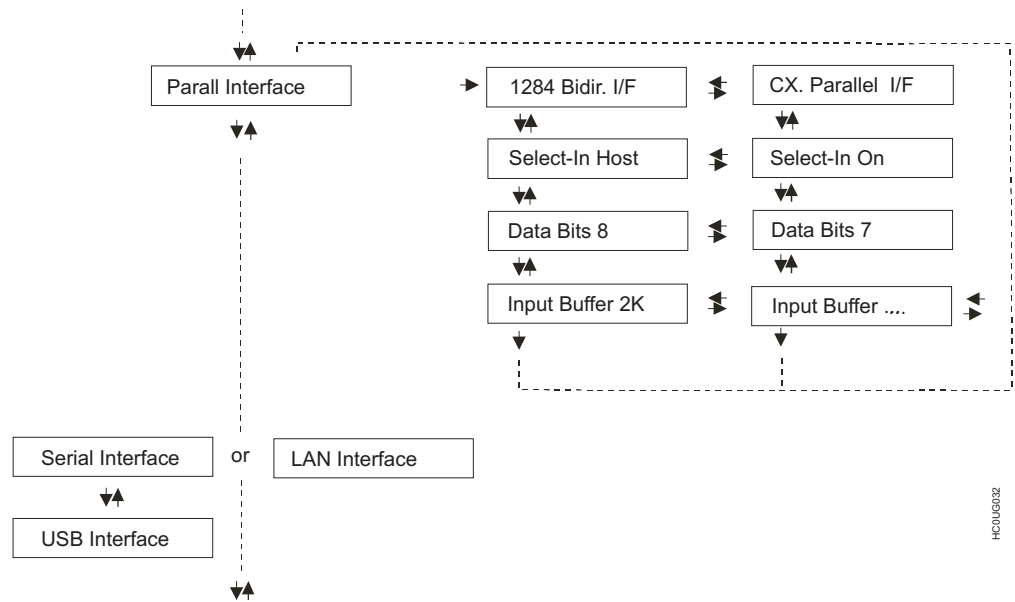 Parall Interface
1284 Bidir. I/F
CX. Parallel I/F
Select-In Host
Select-In On
Data Bits 8
Data Bits 7
Input Buffer 2K
Input Buffer ....
Serial Interface
or
LAN Interface
USB Interface
HC0UG032